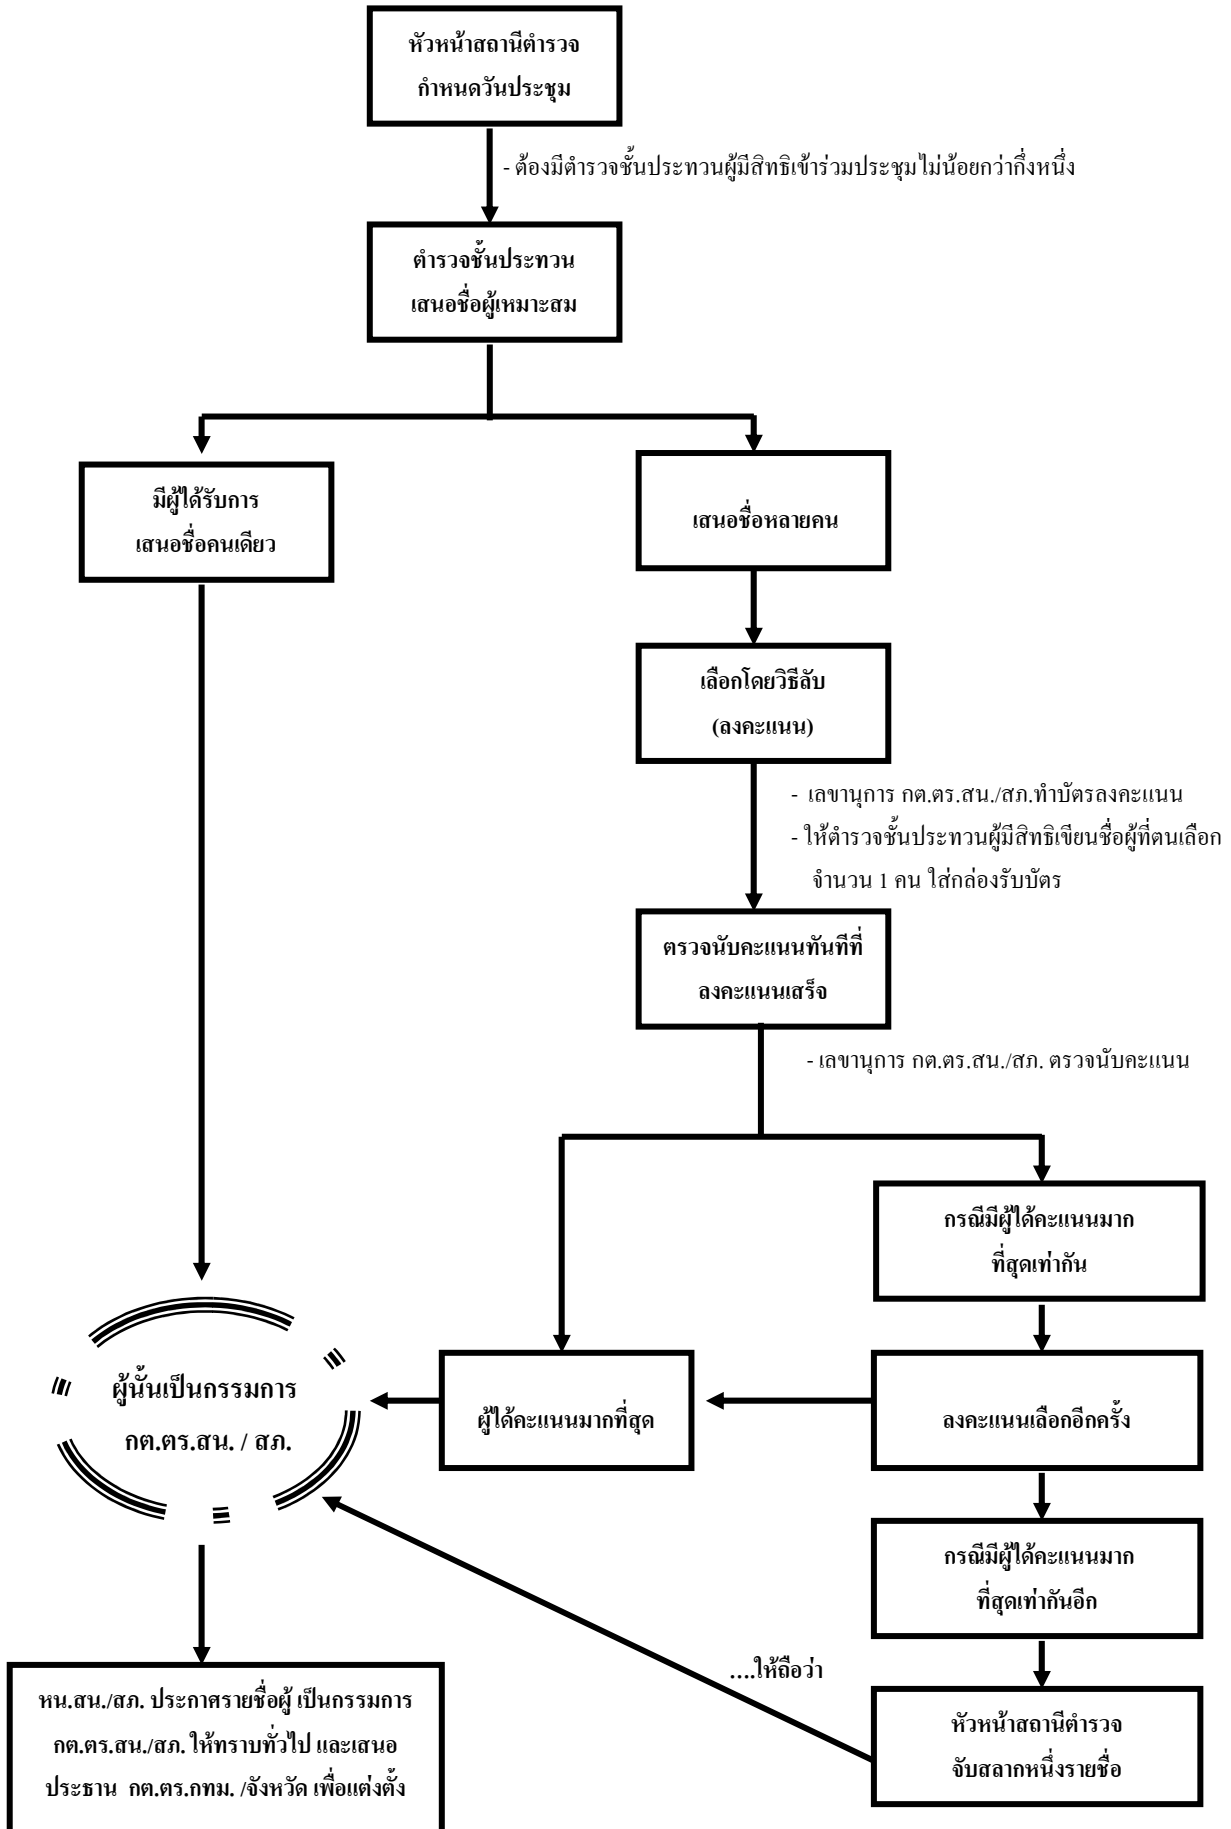 หัวหน้าสถานีตำรวจ
กำหนดวันประชุม
- ต้องมีตำรวจชั้นประทวนผู้มีสิทธิเข้าร่วมประชุมไม่น้อยกว่ากึ่งหนึ่ง
ตำรวจชั้นประทวน
เสนอชื่อผู้เหมาะสม
มีผู้ได้รับการ
เสนอชื่อคนเดียว
เสนอชื่อหลายคน
เลือกโดยวิธีลับ
(ลงคะแนน)
- เลขานุการ กต.ตร.สน./สภ.ทำบัตรลงคะแนน
- ให้ตำรวจชั้นประทวนผู้มีสิทธิเขียนชื่อผู้ที่ตนเลือก
จำนวน 1 คน ใส่กล่องรับบัตร
ตรวจนับคะแนนทันทีที่
ลงคะแนนเสร็จ
- เลขานุการ กต.ตร.สน./สภ. ตรวจนับคะแนน
กรณีมีผู้ได้คะแนนมาก
ที่สุดเท่ากัน
ผู้นั้นเป็นกรรมการ
กต.ตร.สน. / สภ.
ผู้ได้คะแนนมากที่สุด
ลงคะแนนเลือกอีกครั้ง
กรณีมีผู้ได้คะแนนมาก
ที่สุดเท่ากันอีก
....ให้ถือว่า
หัวหน้าสถานีตำรวจ
จับสลากหนึ่งรายชื่อ
หน.สน./สภ. ประกาศรายชื่อผู้ เป็นกรรมการ
กต.ตร.สน./สภ. ให้ทราบทั่วไป และเสนอ
ประธาน กต.ตร.กทม. /จังหวัด เพื่อแต่งตั้ง